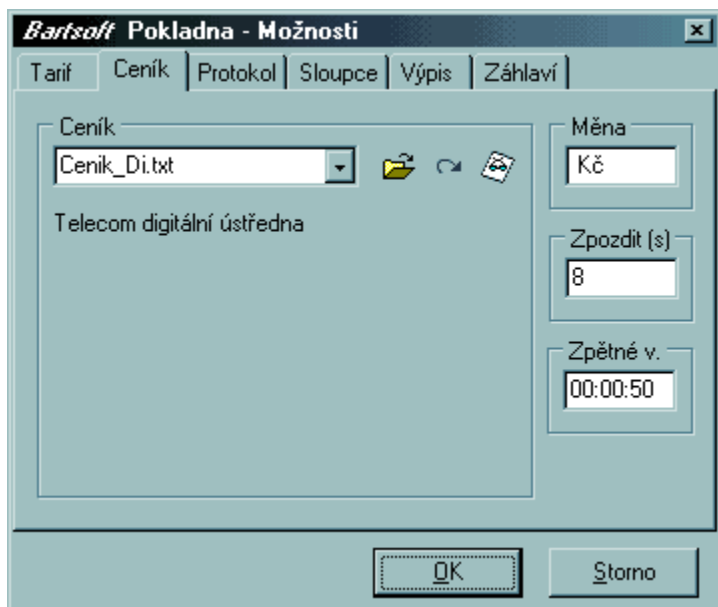 Bartsoft Pokladna - Možnosti
Tarif Ceník Protokol Sloupce Výpis Záhlaví
Ceník
Cenik_Di.txt
Telecom digitální ústředna
Měna
Kč
Zpozdit (s)
8
Zpětné v.
00:00:50
OK Storno